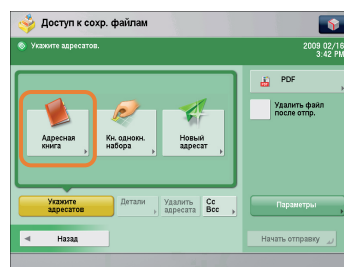 Доступ к сохр. файлам
Укажите адресатов.
2009 02/16
3:42 PM
PDF
Удалить файл
после отпр.
Адресная
книга
Кн. однокн.
набора
Новый
адресат
Укажите
адресатов
Детали
Удалить
адресата
Cc
Bcc
Параметры
Назад
Начать отправку